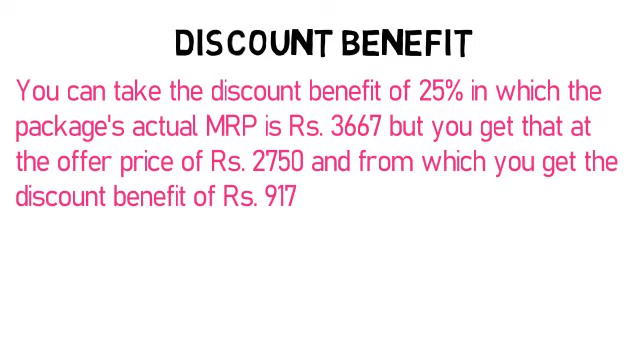 DISCOUNT BENEFIT
You can take the discount benefit of 25% in which the
package's actual MRP is Rs. 3667 but you get that at
the offer price of Rs. 2750 and from which you get the
discount benefit of Rs. 917